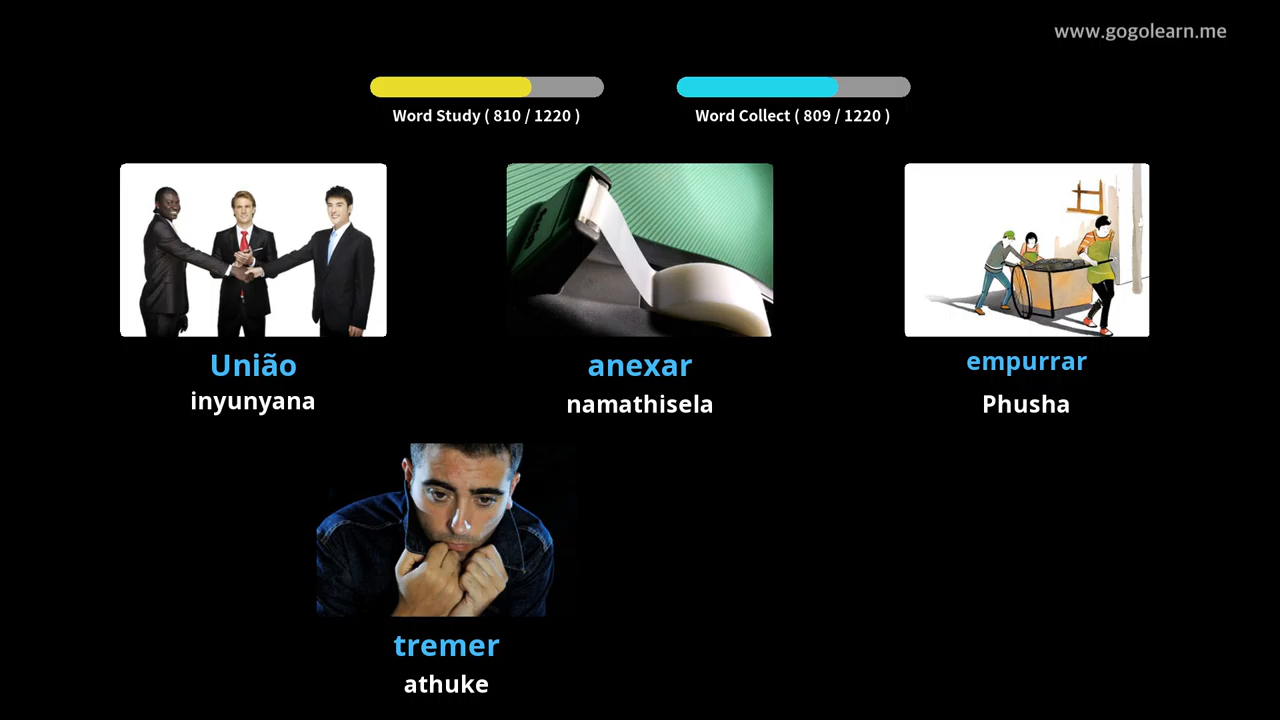 www.gogolearn.me
Word Study ( 810 / 1220 )
Word Collect ( 809 / 1220 )
União
inyunyana
anexar
namathisela
empurrar
Phusha
tremer
athuke